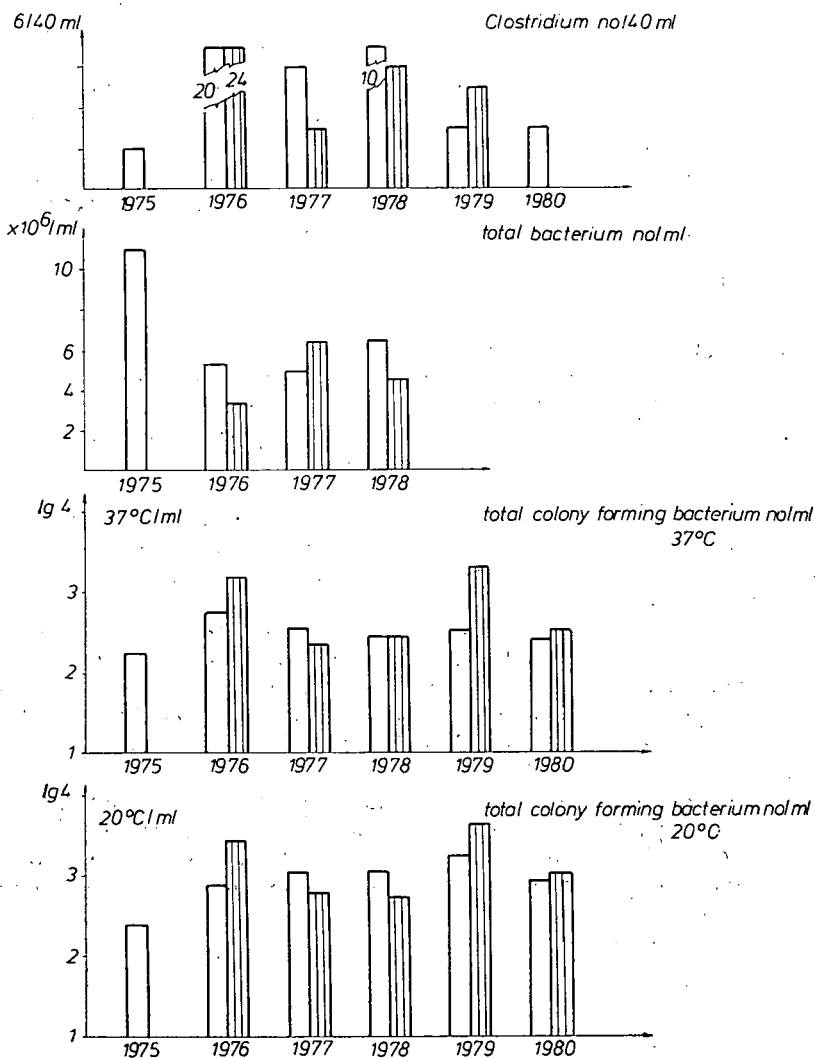 6/40 ml
Clostridium no/40 ml
20 24
10
1975 1976 1977 1978 1979 1980
x10⁶/ml
total bacterium no/ml
10
6
4
2
1975 1976 1977 1978
lg 4
37°C/ml
total colony forming bacterium no/ml
37°C
3
2
1
1975 1976 1977 1978 1979 1980
lg 4
20°C/ml
total colony forming bacterium no/ml
20°C
3
2
1
1975 1976 1977 1978 1979 1980